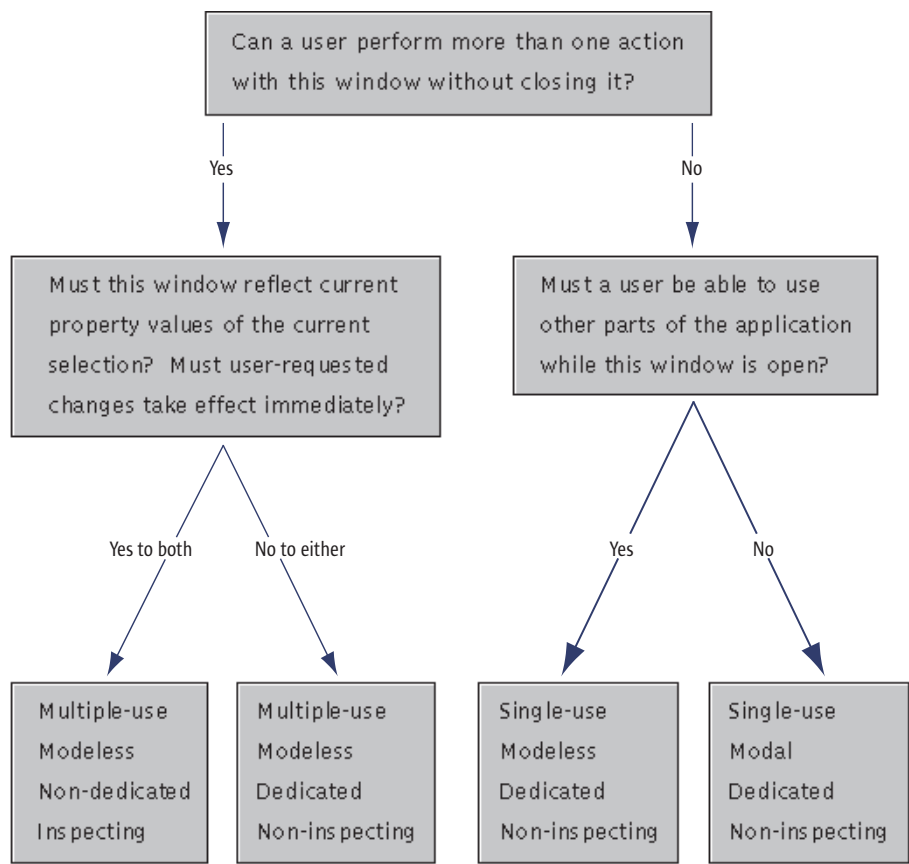 Can a user perform more than one action
with this window without closing it?
Yes
No
Must this window reflect current
property values of the current
selection? Must user-requested
changes take effect immediately?
Must a user be able to use
other parts of the application
while this window is open?
Yes to both
No to either
Yes
No
Multiple-use
Modeless
Non-dedicated
Inspecting
Multiple-use
Modeless
Dedicated
Non-inspecting
Single-use
Modeless
Dedicated
Non-inspecting
Single-use
Modal
Dedicated
Non-inspecting